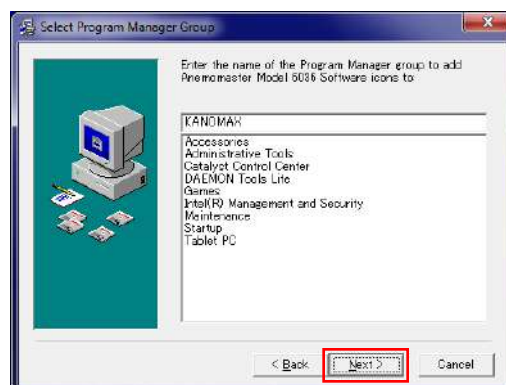 Select Program Manager Group
Enter the name of the Program Manager group to add
Anemomaster Model 6036 Software icons to:
KANOMAX
Accessories
Administrative Tools
Catalyst Control Center
DAEMON Tools Lite
Games
Intel(R) Management and Security
Maintenance
Startup
Tablet PC
< Back
Next >
Cancel